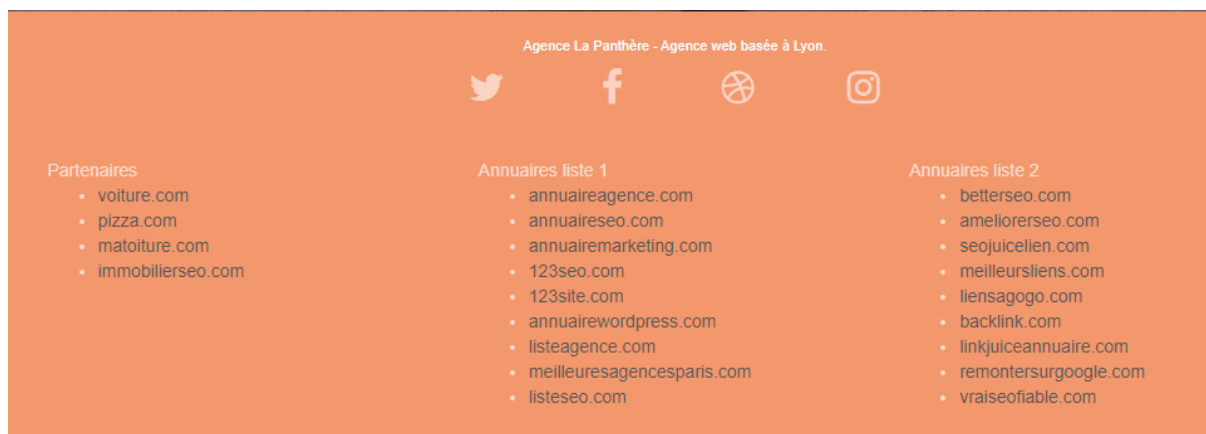 Agence La Panthère - Agence web basée à Lyon.
Partenaires
voiture.com
pizza.com
matoiture.com
immobilierseo.com
Annuaires liste 1
annuaireagence.com
annuaireseo.com
annuairemarketing.com
123seo.com
123site.com
annuairewordpress.com
listeagence.com
meilleuresagencesparis.com
listeseo.com
Annuaires liste 2
betterseo.com
ameliorerseo.com
seojuicelien.com
meilleursliens.com
liensagogo.com
backlink.com
linkjuiceannuaire.com
remontersurgoogle.com
vraiseofiable.com